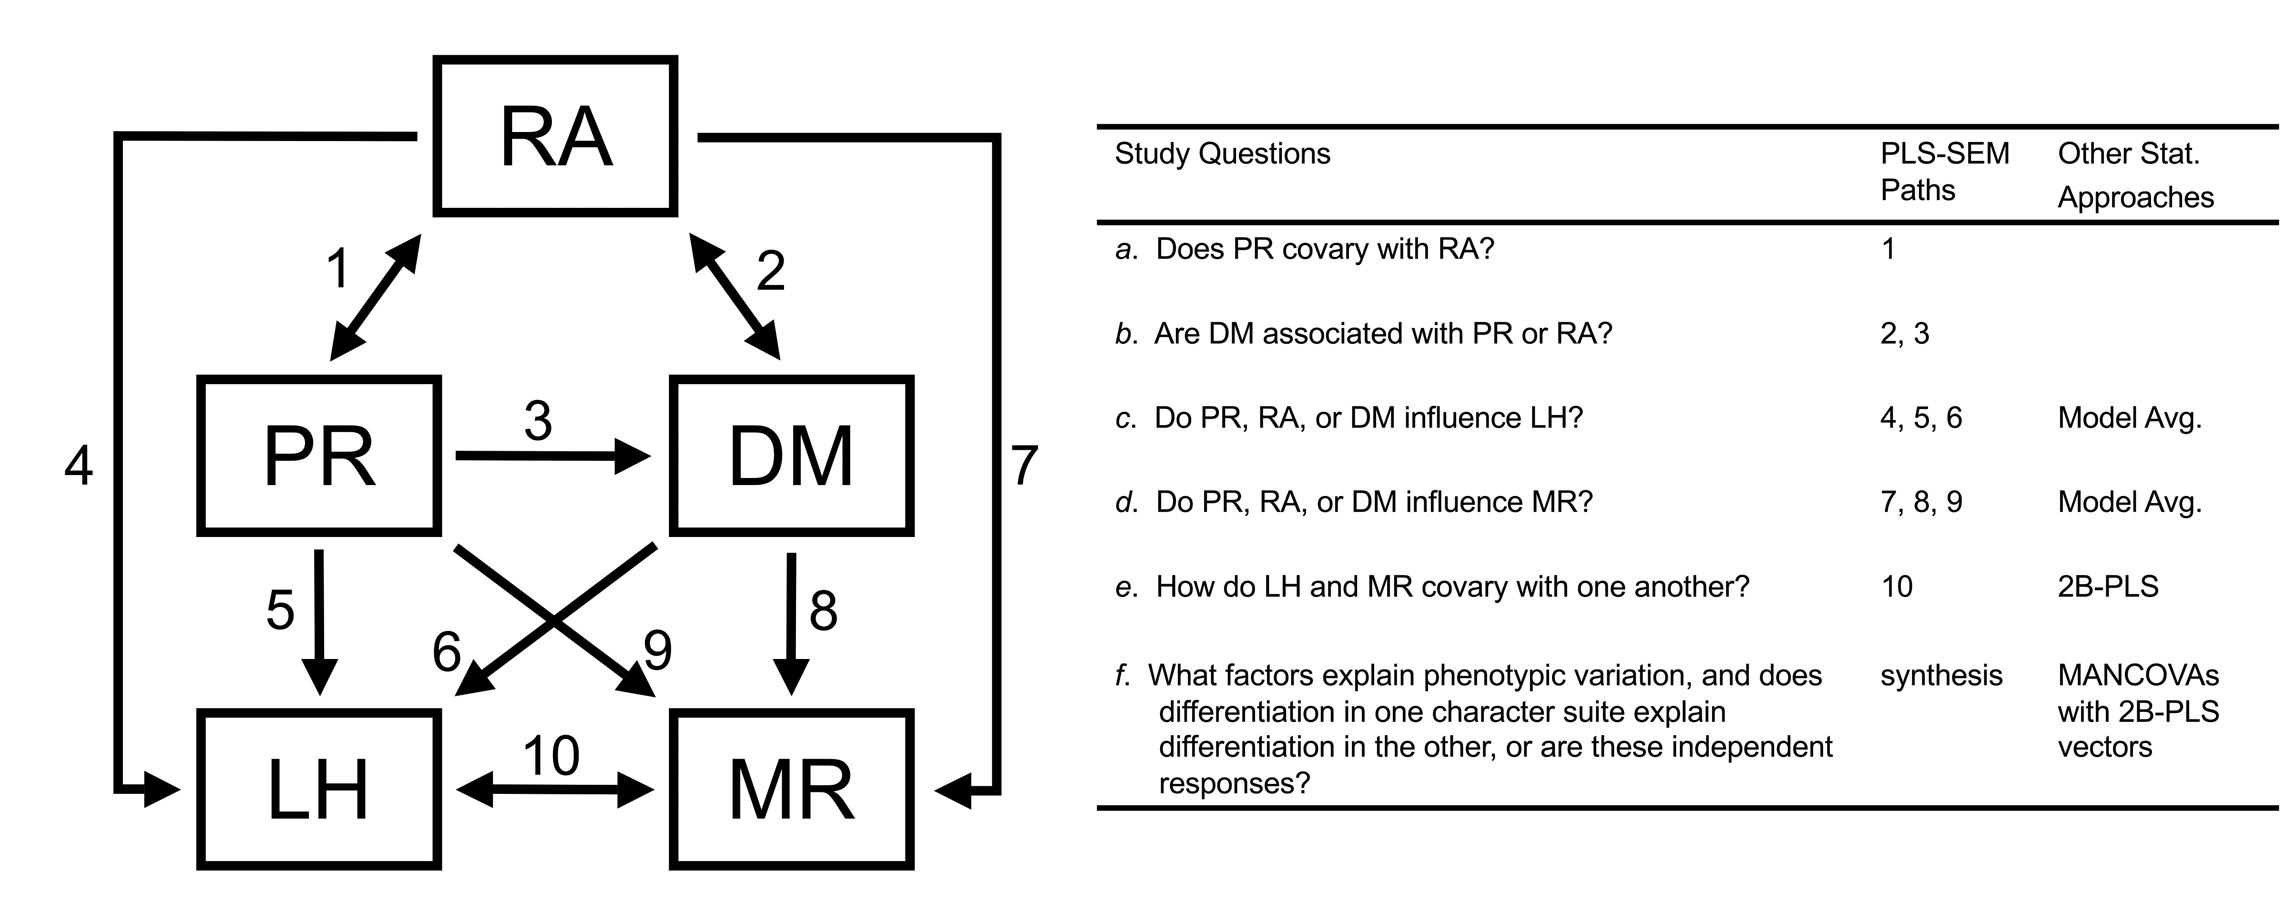 RA
1
2
PR
3
DM
4
7
5
6
9
8
LH
10
MR
Study Questions PLS-SEM Paths Other Stat. Approaches
a. Does PR covary with RA? 1
b. Are DM associated with PR or RA? 2, 3
c. Do PR, RA, or DM influence LH? 4, 5, 6 Model Avg.
d. Do PR, RA, or DM influence MR? 7, 8, 9 Model Avg.
e. How do LH and MR covary with one another? 10 2B-PLS
f. What factors explain phenotypic variation, and does synthesis MANCOVAs
differentiation in one character suite explain with 2B-PLS
differentiation in the other, or are these independent vectors
responses?